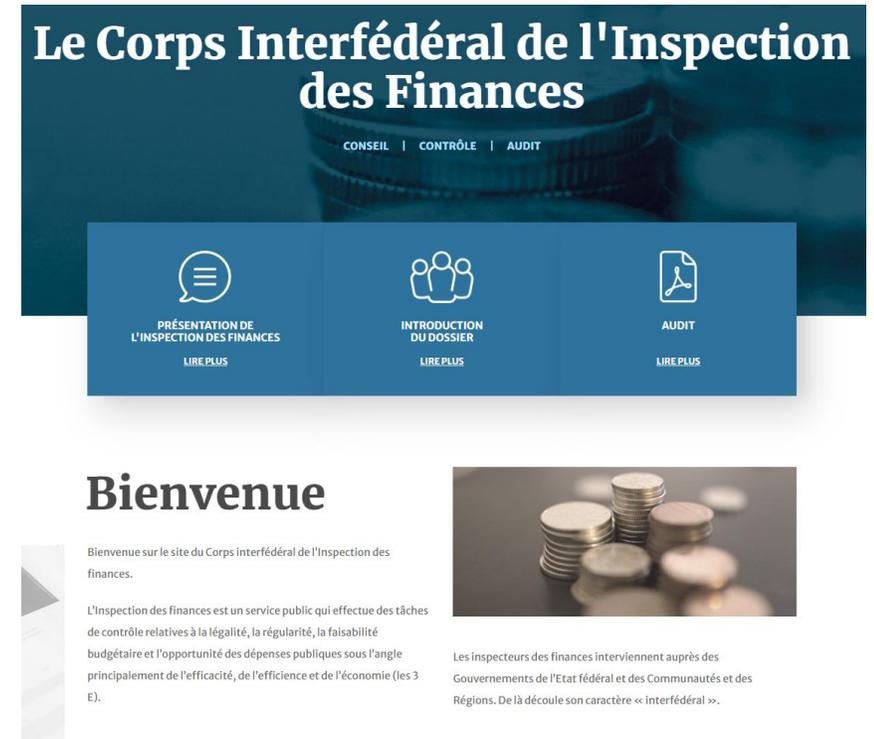 Le Corps Interfédéral de l'Inspection
des Finances
CONSEIL | CONTRÔLE | AUDIT
PRÉSENTATION DE
L'INSPECTION DES FINANCES
LIRE PLUS
INTRODUCTION
DU DOSSIER
LIRE PLUS
AUDIT
LIRE PLUS
Bienvenue
Bienvenue sur le site du Corps interfédéral de l'Inspection des
finances.
L'Inspection des finances est un service public qui effectue des tâches
de contrôle relatives à la légalité, la régularité, la faisabilité
budgétaire et l'opportunité des dépenses publiques sous l'angle
principalement de l'efficacité, de l'efficience et de l'économie (les 3
E).
Les inspecteurs des finances interviennent auprès des
Gouvernements de l'Etat fédéral et des Communautés et des
Régions. De là découle son caractère « interfédéral ».